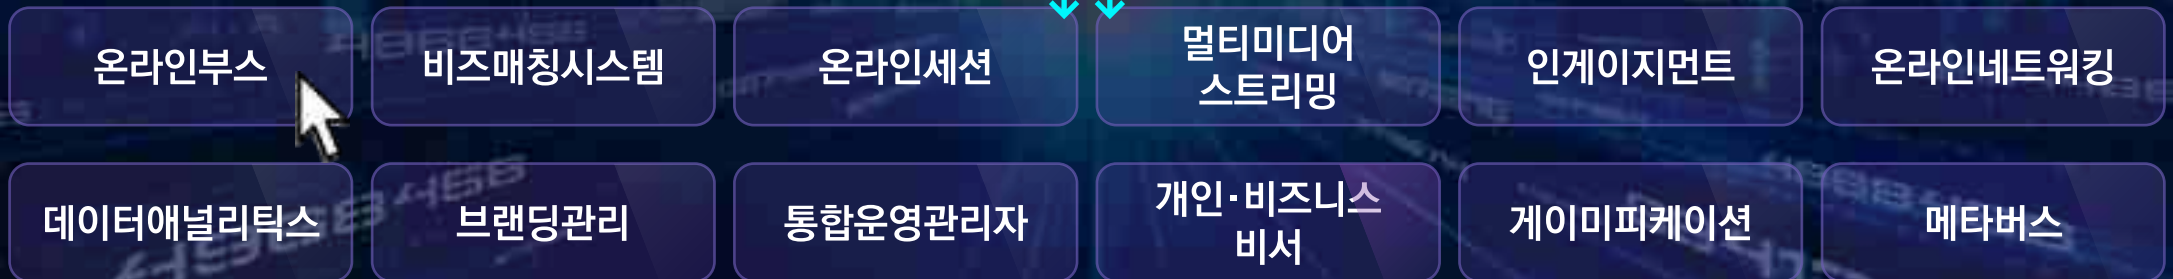 온라인부스
비즈매칭시스템
온라인세션
멀티미디어
스트리밍
인게이지먼트
온라인네트워킹
데이터애널리틱스
브랜딩관리
통합운영관리자
개인·비즈니스
비서
게이미피케이션
메타버스